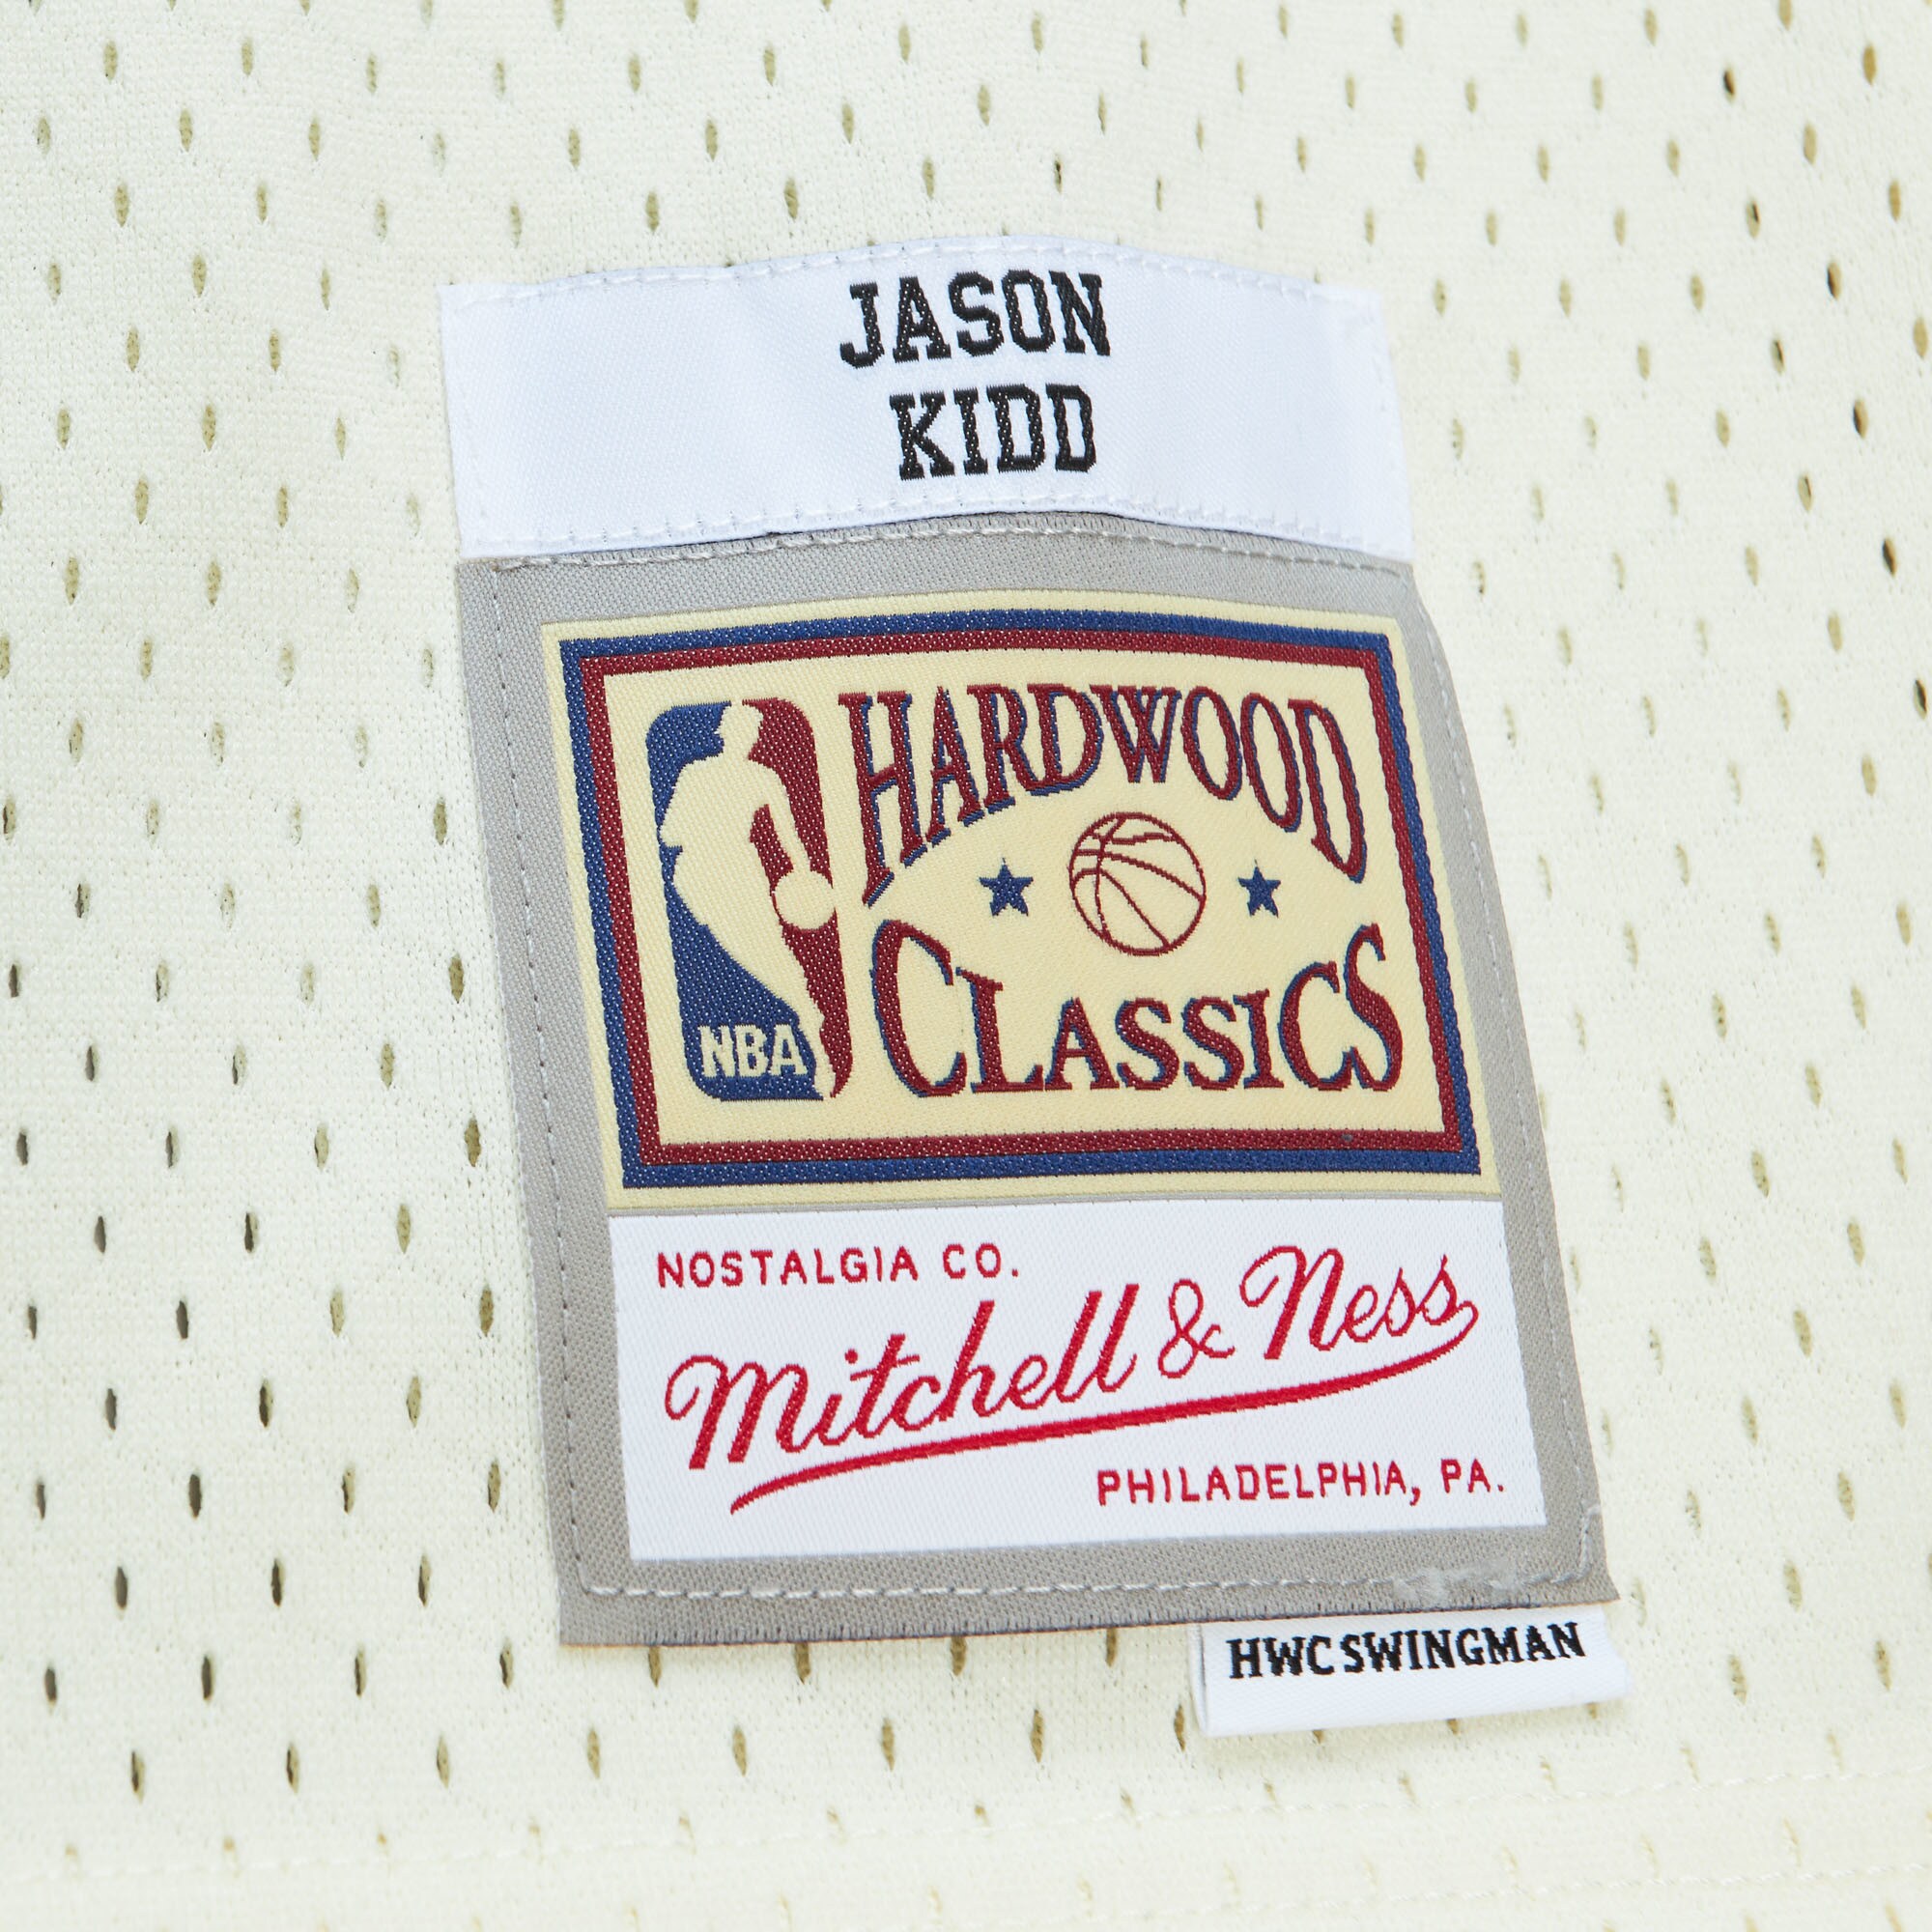 JASON
KIDD
HARDWOOD
CLASSICS
NBA
NOSTALGIA CO.
Mitchell & Ness
PHILADELPHIA, PA.
HWC SWINGMAN